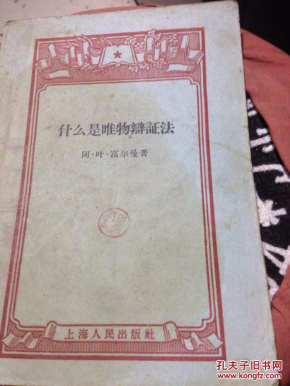 什么是唯物辯証法
阿·叶·富尔曼著
上海人民出版社
孔夫子旧书网